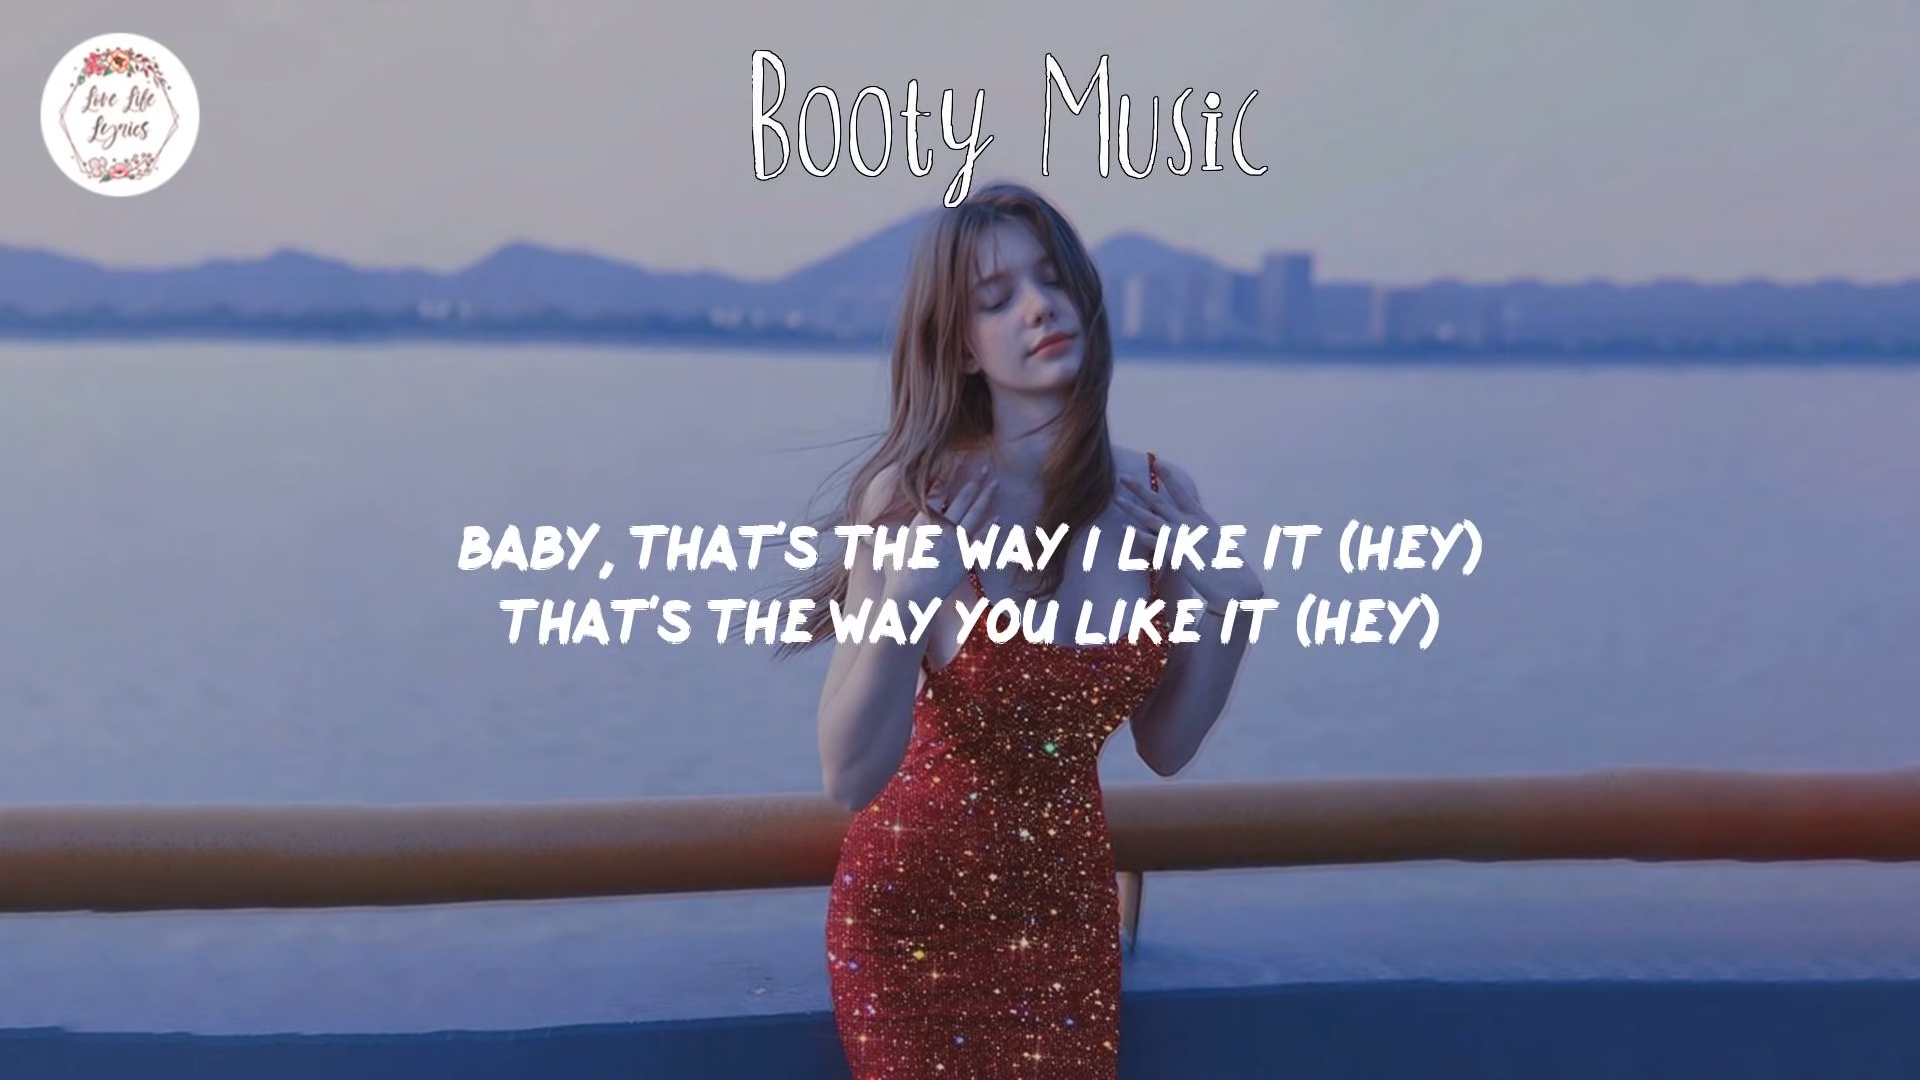 Love Life
Lyrics
Booty Music
BABY, THAT'S THE WAY I LIKE IT (HEY)
THAT'S THE WAY YOU LIKE IT (HEY)